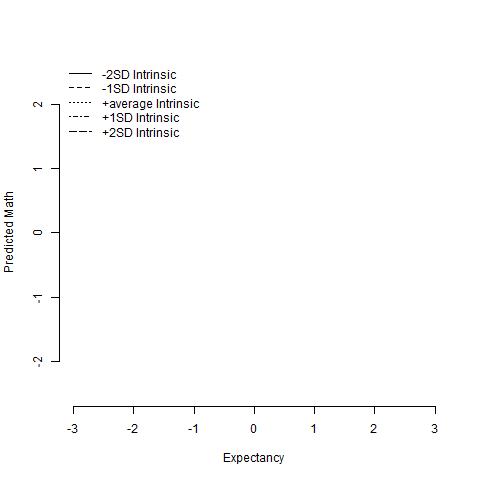 -2SD Intrinsic
-1SD Intrinsic
+average Intrinsic
+1SD Intrinsic
+2SD Intrinsic
Predicted Math
2
1
0
-1
-2
-3 -2 -1 0 1 2 3
Expectancy